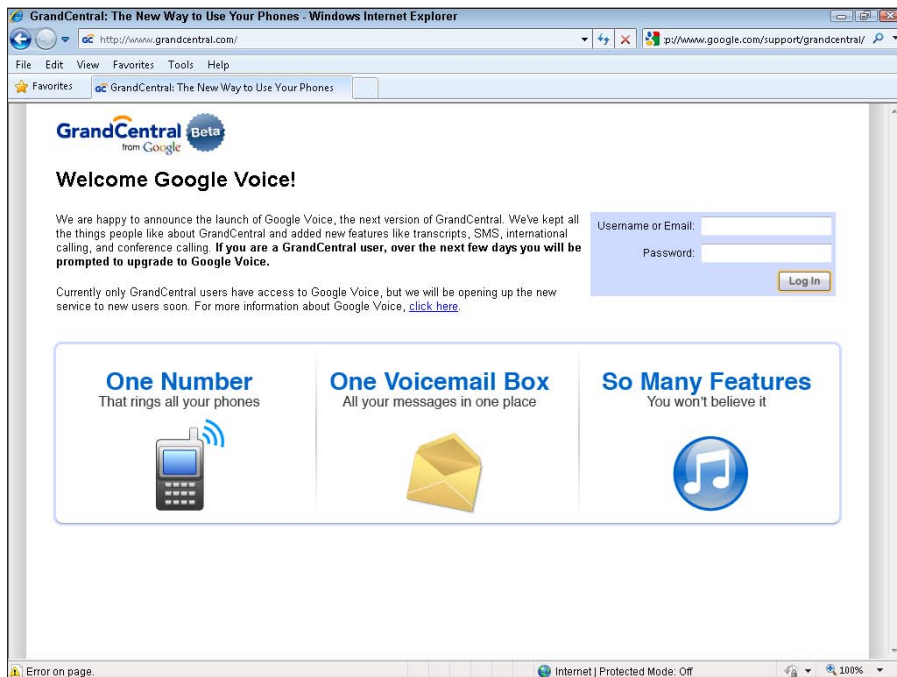 GrandCentral: The New Way to Use Your Phones - Windows Internet Explorer
GC http://www.grandcentral.com/
p://www.google.com/support/grandcentral/
File Edit View Favorites Tools Help
Favorites
GC GrandCentral: The New Way to Use Your Phones
GrandCentral Beta
from Google
Welcome Google Voice!
We are happy to announce the launch of Google Voice, the next version of GrandCentral. We've kept all
the things people like about GrandCentral and added new features like transcripts, SMS, international
calling, and conference calling. If you are a GrandCentral user, over the next few days you will be
prompted to upgrade to Google Voice.
Currently only GrandCentral users have access to Google Voice, but we will be opening up the new
service to new users soon. For more information about Google Voice, click here.
Username or Email:
Password:
Log In
One Number
That rings all your phones
One Voicemail Box
All your messages in one place
So Many Features
You won't believe it
Error on page.
Internet | Protected Mode: Off
100%